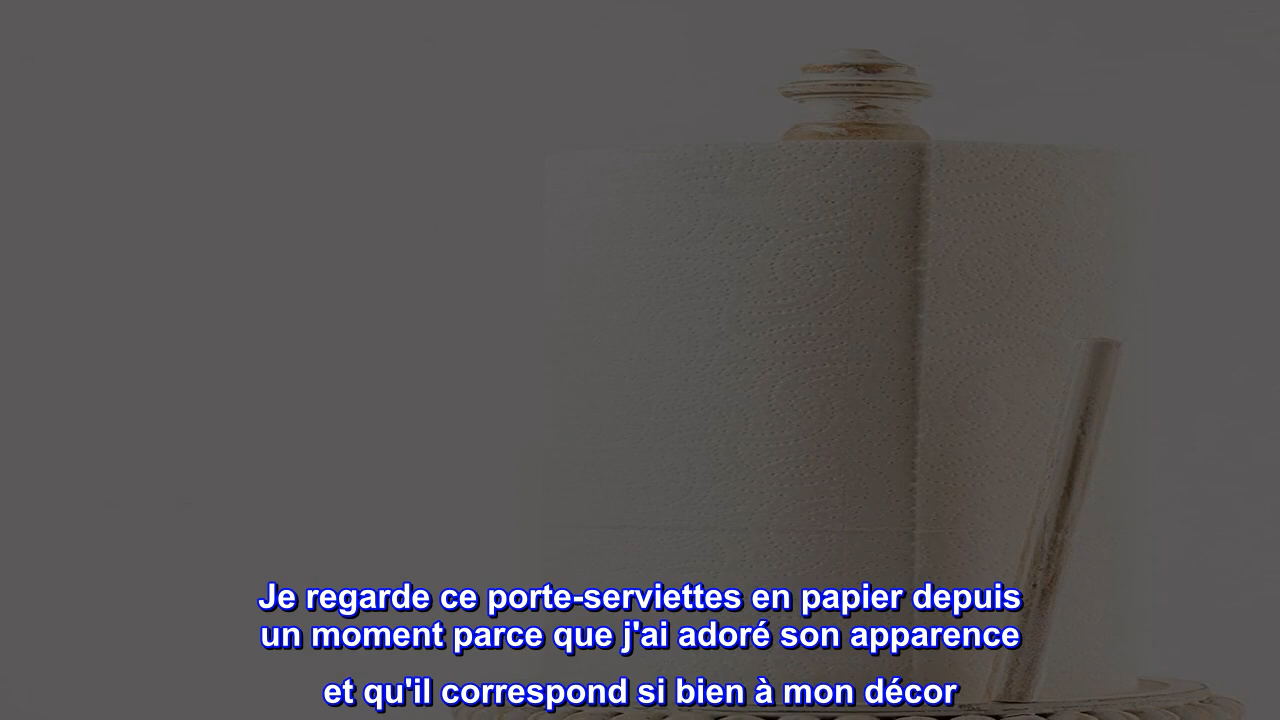 Je regarde ce porte-serviettes en papier depuis
un moment parce que j'ai adoré son apparence
et qu'il correspond si bien à mon décor